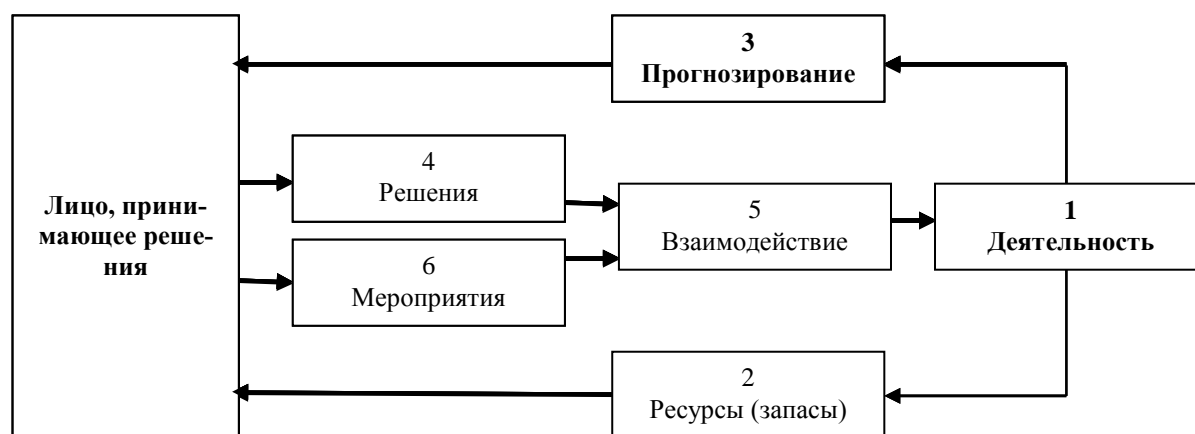 3
Прогнозирование
Лицо, прини-
мающее реше-
ния
4
Решения
6
Мероприятия
5
Взаимодействие
1
Деятельность
2
Ресурсы (запасы)